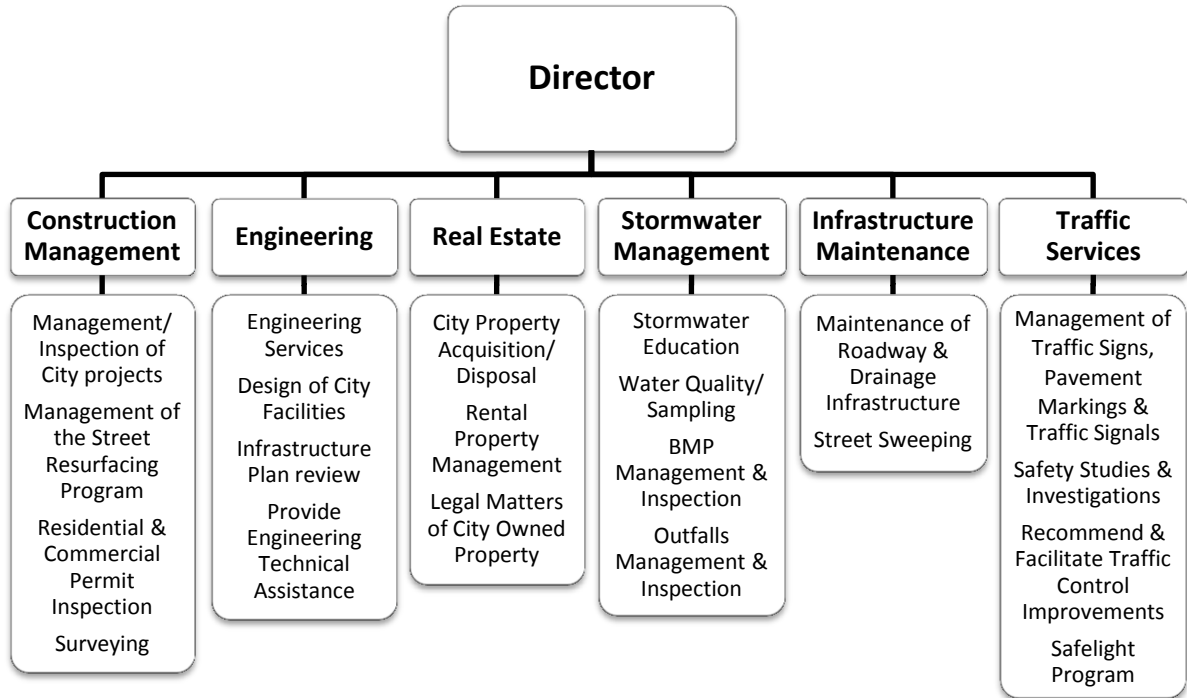 Director
Construction
Management
Engineering
Real Estate
Stormwater
Management
Infrastructure
Maintenance
Traffic
Services
Management/
Inspection of
City projects
Management of
the Street
Resurfacing
Program
Residential &
Commercial
Permit
Inspection
Surveying
Engineering
Services
Design of City
Facilities
Infrastructure
Plan review
Provide
Engineering
Technical
Assistance
City Property
Acquisition/
Disposal
Rental
Property
Management
Legal Matters
of City Owned
Property
Stormwater
Education
Water Quality/
Sampling
BMP
Management &
Inspection
Outfalls
Management &
Inspection
Maintenance of
Roadway &
Drainage
Infrastructure
Street Sweeping
Management of
Traffic Signs,
Pavement
Markings &
Traffic Signals
Safety Studies &
Investigations
Recommend &
Facilitate Traffic
Control
Improvements
Safelight
Program